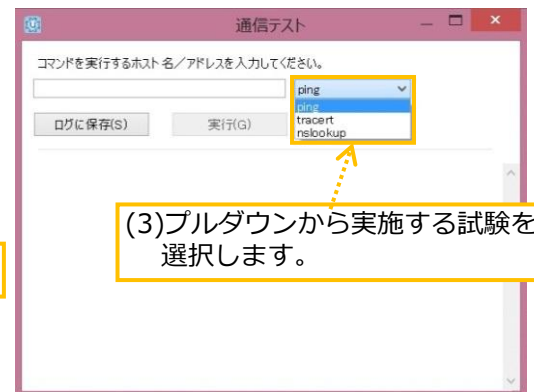 通信テスト
コマンドを実行するホスト名／アドレスを入力してください。
ping
ping
tracert
nslookup
ログに保存(S)
実行(G)
(3)プルダウンから実施する試験を
選択します。